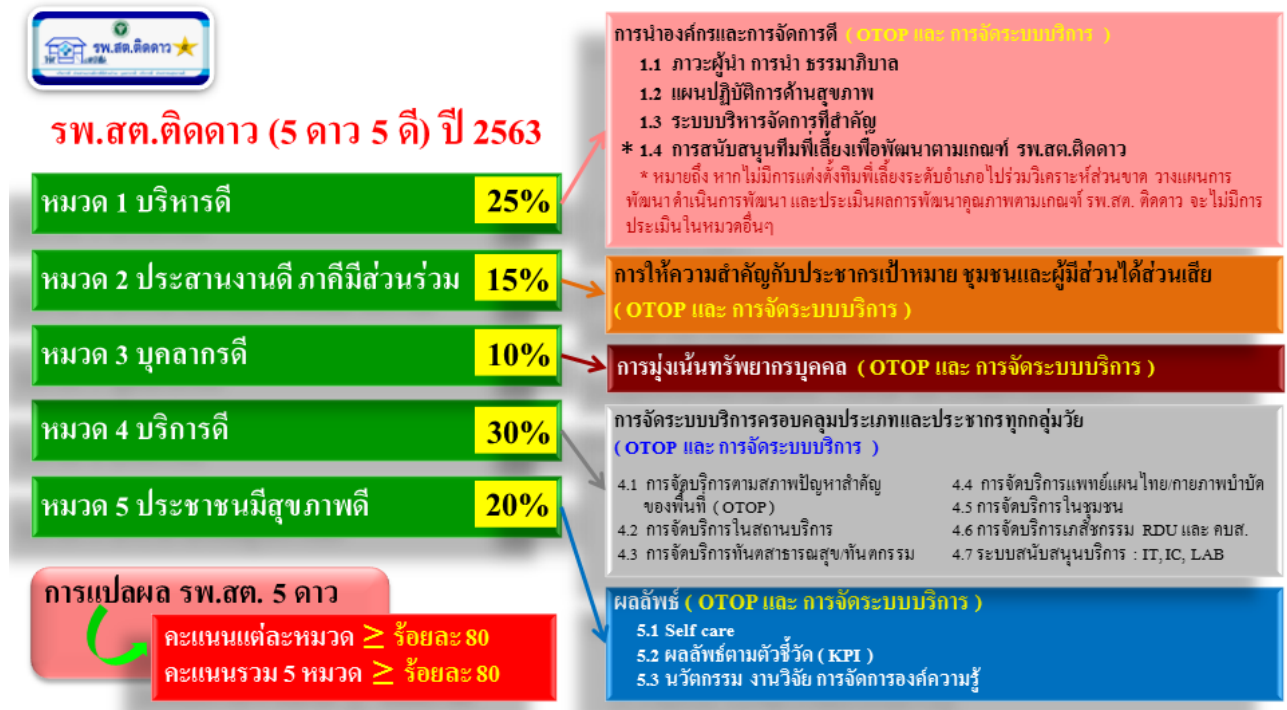 รพ.สต.ติดดาว
รพ.สต.ติดดาว (5 ดาว 5 ดี) ปี 2563
หมวด 1 บริหารดี 25%
หมวด 2 ประสานงานดี ภาคีมีส่วนร่วม 15%
หมวด 3 บุคลากรดี 10%
หมวด 4 บริการดี 30%
หมวด 5 ประชาชนมีสุขภาพดี 20%
การแปลผล รพ.สต. 5 ดาว
คะแนนแต่ละหมวด ≥ ร้อยละ 80
คะแนนรวม 5 หมวด ≥ ร้อยละ 80
การนำองค์กรและการจัดการดี ( OTOP และ การจัดระบบบริการ )
1.1 ภาวะผู้นำ การนำ ธรรมาภิบาล
1.2 แผนปฏิบัติการด้านสุขภาพ
1.3 ระบบบริหารจัดการที่สำคัญ
* 1.4 การสนับสนุนทีมพี่เลี้ยงเพื่อพัฒนาตามเกณฑ์ รพ.สต.ติดดาว
* หมายถึง หากไม่มีการแต่งตั้งทีมพี่เลี้ยงระดับอำเภอไปร่วมวิเคราะห์ส่วนขาด วางแผนการ
พัฒนา ดำเนินการพัฒนา และประเมินผลการพัฒนาคุณภาพตามเกณฑ์ รพ.สต. ติดดาว จะไม่มีการ
ประเมินในหมวดอื่นๆ
การให้ความสำคัญกับประชากรเป้าหมาย ชุมชนและผู้มีส่วนได้ส่วนเสีย
( OTOP และ การจัดระบบบริการ )
การมุ่งเน้นทรัพยากรบุคคล ( OTOP และ การจัดระบบบริการ )
การจัดระบบบริการครอบคลุมประเภทและประชากรทุกกลุ่มวัย
( OTOP และ การจัดระบบบริการ )
4.1 การจัดบริการตามสภาพปัญหาสำคัญ
ของพื้นที่ ( OTOP )
4.2 การจัดบริการในสถานบริการ
4.3 การจัดบริการทันตสาธารณสุข/ทันตกรรม
4.4 การจัดบริการแพทย์แผนไทย/กายภาพบำบัด
4.5 การจัดบริการในชุมชน
4.6 การจัดบริการเภสัชกรรม RDU และ คบส.
4.7 ระบบสนับสนุนบริการ : IT, IC, LAB
ผลลัพธ์ ( OTOP และ การจัดระบบบริการ )
5.1 Self care
5.2 ผลลัพธ์ตามตัวชี้วัด ( KPI )
5.3 นวัตกรรม งานวิจัย การจัดการองค์ความรู้